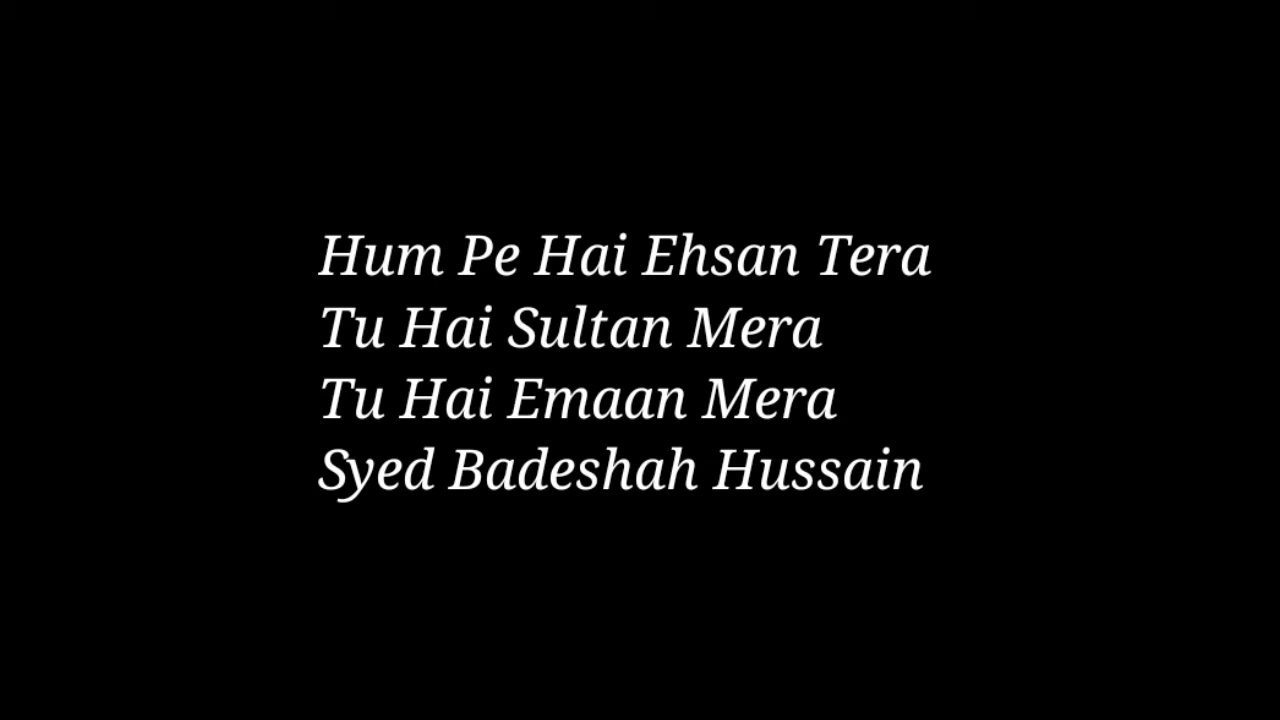 Hum Pe Hai Ehsan Tera
Tu Hai Sultan Mera
Tu Hai Emaan Mera
Syed Badeshah Hussain